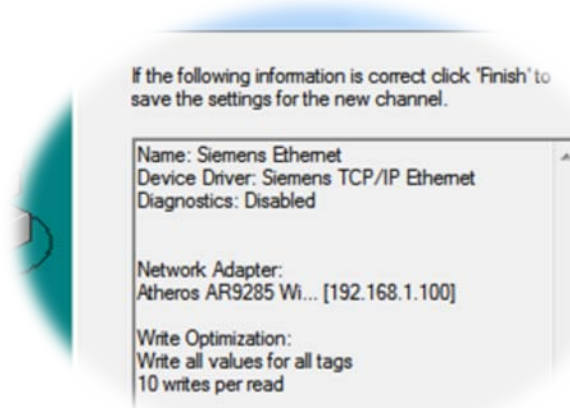 If the following information is correct click 'Finish' to
save the settings for the new channel.
Name: Siemens Ethernet
Device Driver: Siemens TCP/IP Ethernet
Diagnostics: Disabled
Network Adapter:
Atheros AR9285 Wi... [192.168.1.100]
Write Optimization:
Write all values for all tags
10 writes per read